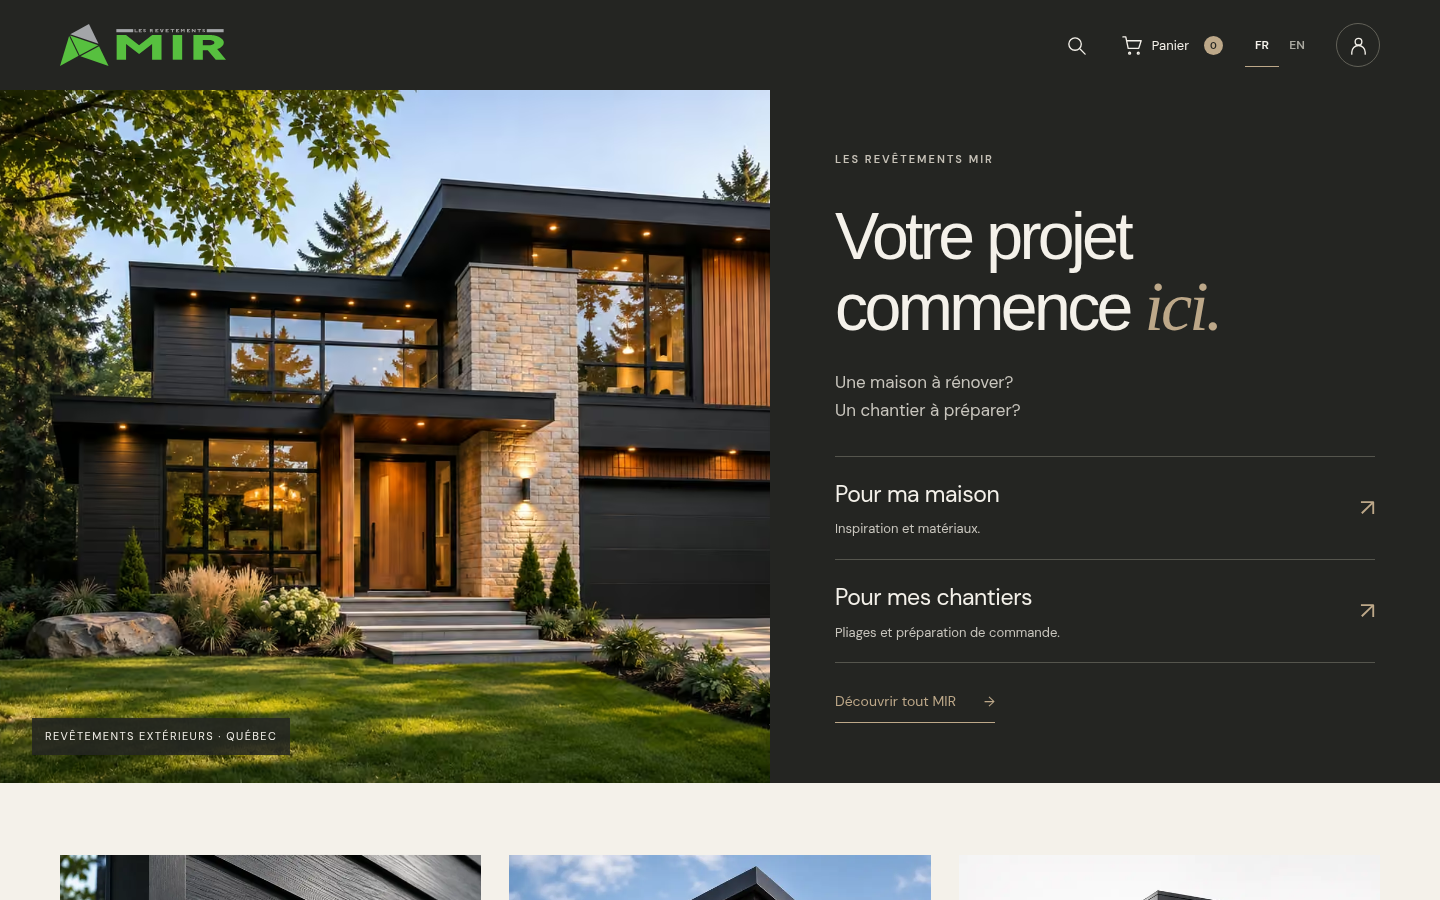 LES REVÊTEMENTS
MIR
Panier 0
FR EN
LES REVÊTEMENTS MIR
Votre projet
commence ici.
Une maison à rénover?
Un chantier à préparer?
Pour ma maison
Inspiration et matériaux.
Pour mes chantiers
Pliages et préparation de commande.
Découvrir tout MIR
REVÊTEMENTS EXTÉRIEURS · QUÉBEC